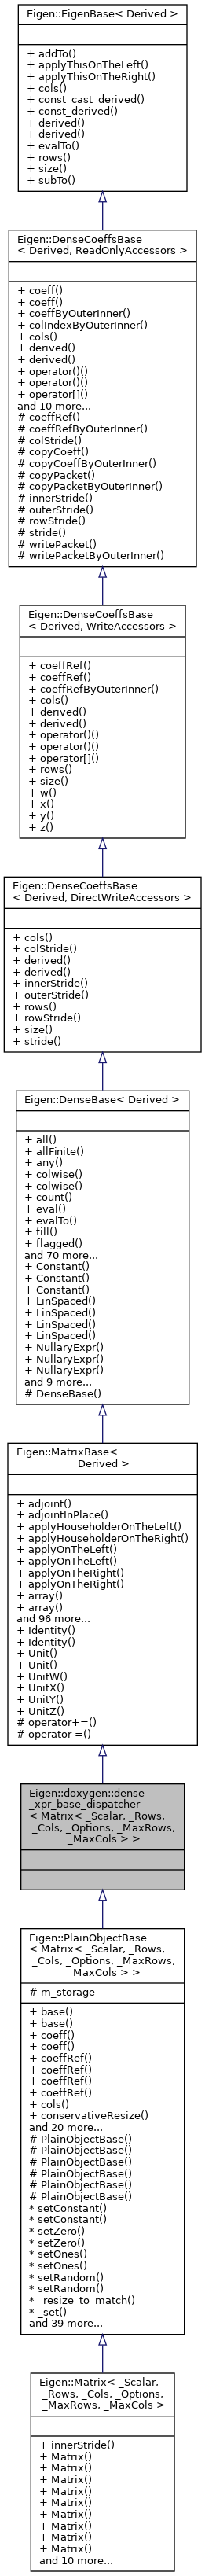 Eigen::EigenBase< Derived >
+ addTo()
+ applyThisOnTheLeft()
+ applyThisOnTheRight()
+ cols()
+ const_cast_derived()
+ const_derived()
+ derived()
+ derived()
+ evalTo()
+ rows()
+ size()
+ subTo()
Eigen::DenseCoeffsBase
< Derived, ReadOnlyAccessors >
+ coeff()
+ coeff()
+ coeffByOuterInner()
+ colIndexByOuterInner()
+ cols()
+ derived()
+ derived()
+ operator()()
+ operator()()
+ operator[]()
and 10 more...
# coeffRef()
# coeffRefByOuterInner()
# colStride()
# copyCoeff()
# copyCoeffByOuterInner()
# copyPacket()
# copyPacketByOuterInner()
# innerStride()
# outerStride()
# rowStride()
# stride()
# writePacket()
# writePacketByOuterInner()
Eigen::DenseCoeffsBase
< Derived, WriteAccessors >
+ coeffRef()
+ coeffRef()
+ coeffRefByOuterInner()
+ cols()
+ derived()
+ derived()
+ operator()()
+ operator()()
+ operator[]()
+ rows()
+ size()
+ w()
+ x()
+ y()
+ z()
Eigen::DenseCoeffsBase
< Derived, DirectWriteAccessors >
+ cols()
+ colStride()
+ derived()
+ derived()
+ innerStride()
+ outerStride()
+ rows()
+ rowStride()
+ size()
+ stride()
Eigen::DenseBase< Derived >
+ all()
+ allFinite()
+ any()
+ colwise()
+ colwise()
+ count()
+ eval()
+ evalTo()
+ fill()
+ flagged()
and 70 more...
+ Constant()
+ Constant()
+ Constant()
+ LinSpaced()
+ LinSpaced()
+ LinSpaced()
+ LinSpaced()
+ NullaryExpr()
+ NullaryExpr()
+ NullaryExpr()
and 9 more...
# DenseBase()
Eigen::MatrixBase<
Derived >
+ adjoint()
+ adjointInPlace()
+ applyHouseholderOnTheLeft()
+ applyHouseholderOnTheRight()
+ applyOnTheLeft()
+ applyOnTheLeft()
+ applyOnTheRight()
+ applyOnTheRight()
+ array()
+ array()
and 96 more...
+ Identity()
+ Identity()
+ Unit()
+ Unit()
+ UnitW()
+ UnitX()
+ UnitY()
+ UnitZ()
# operator+=()
# operator-=()
Eigen::doxygen::dense
_xpr_base_dispatcher
< Matrix< _Scalar, _Rows,
_Cols, _Options, _MaxRows,
_MaxCols > >
Eigen::PlainObjectBase
< Matrix< _Scalar, _Rows,
_Cols, _Options, _MaxRows,
_MaxCols > >
# m_storage
+ base()
+ base()
+ coeff()
+ coeff()
+ coeffRef()
+ coeffRef()
+ coeffRef()
+ coeffRef()
+ cols()
+ conservativeResize()
and 20 more...
# PlainObjectBase()
# PlainObjectBase()
# PlainObjectBase()
# PlainObjectBase()
# PlainObjectBase()
# PlainObjectBase()
* setConstant()
* setConstant()
* setZero()
* setZero()
* setOnes()
* setOnes()
* setRandom()
* setRandom()
* _resize_to_match()
* _set()
and 39 more...
Eigen::Matrix< _Scalar,
_Rows, _Cols, _Options,
_MaxRows, _MaxCols >
+ innerStride()
+ Matrix()
+ Matrix()
+ Matrix()
+ Matrix()
+ Matrix()
+ Matrix()
+ Matrix()
+ Matrix()
+ Matrix()
and 10 more...